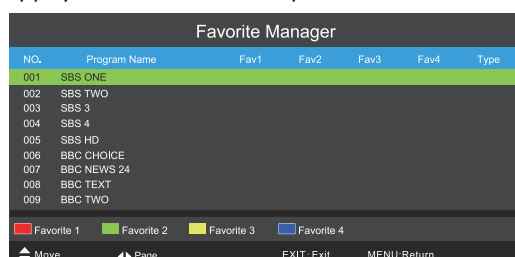 Favorite Manager
NO. Program Name Fav1 Fav2 Fav3 Fav4 Type
001 SBS ONE
002 SBS TWO
003 SBS 3
004 SBS 4
005 SBS HD
006 BBC CHOICE
007 BBC NEWS 24
008 BBC TEXT
009 BBC TWO
Favorite 1 Favorite 2 Favorite 3 Favorite 4
Move Page EXIT:Exit MENU:Return